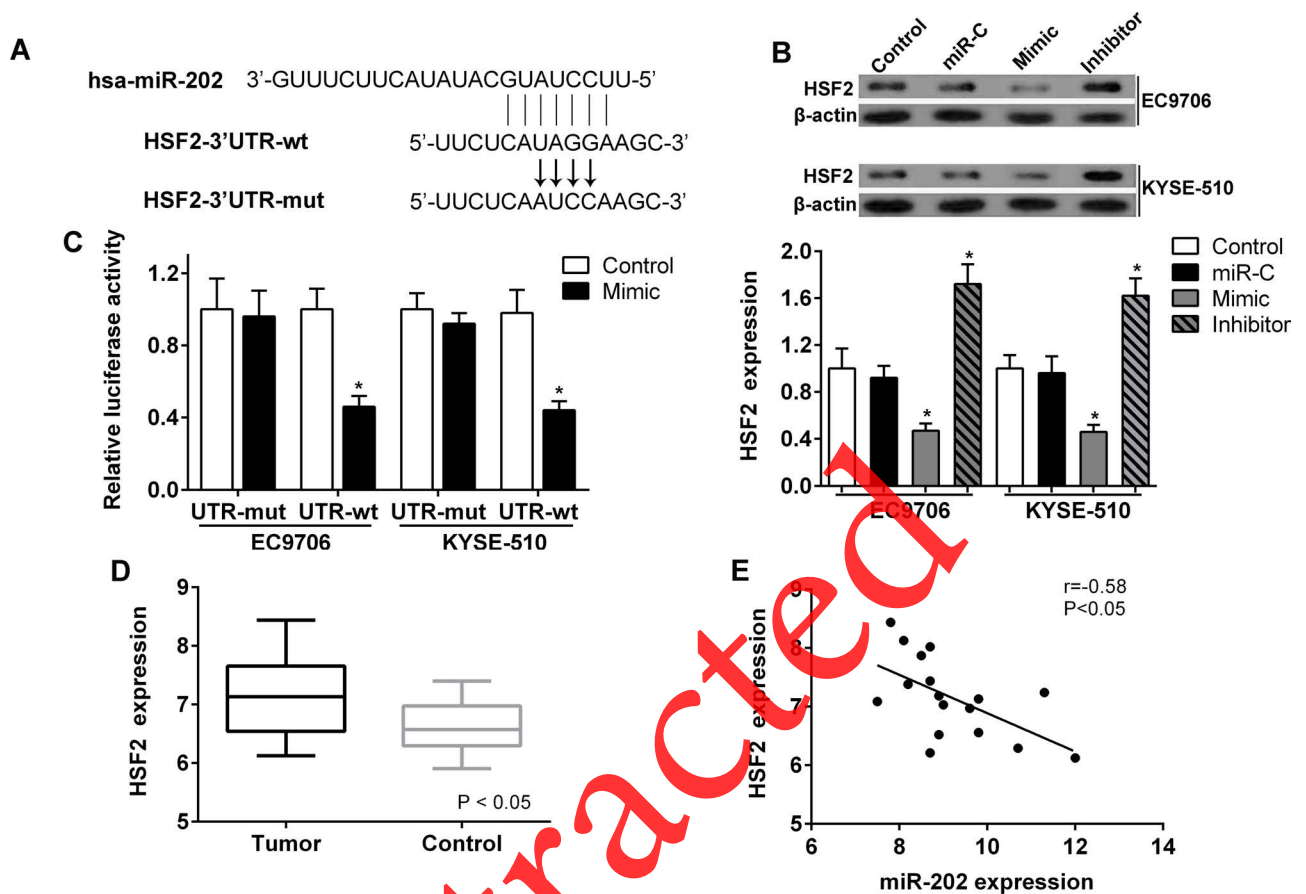 A
hsa-miR-202 3'-GUUUCUUCAUAUACGUAUCCUU-5'
HSF2-3'UTR-wt 5'-UUCUCAUAGGAAGC-3'
HSF2-3'UTR-mut 5'-UUCUCAAUCCAAGC-3'
B
Control miR-C Mimic Inhibitor
HSF2
β-actin
EC9706
HSF2
β-actin
KYSE-510
C
Relative luciferase activity
1.2
0.8
0.4
0.0
Control
Mimic
* *
UTR-mut UTR-wt UTR-mut UTR-wt
EC9706 KYSE-510
HSF2 expression
2.0
1.6
1.2
0.8
0.4
0.0
Control
miR-C
Mimic
Inhibitor
* * * *
EC9706 KYSE-510
D
HSF2 expression
9
8
7
6
5
P < 0.05
Tumor Control
E
HSF2 expression
9
8
7
6
5
r=-0.58
P<0.05
6 8 10 12 14
miR-202 expression
tracted